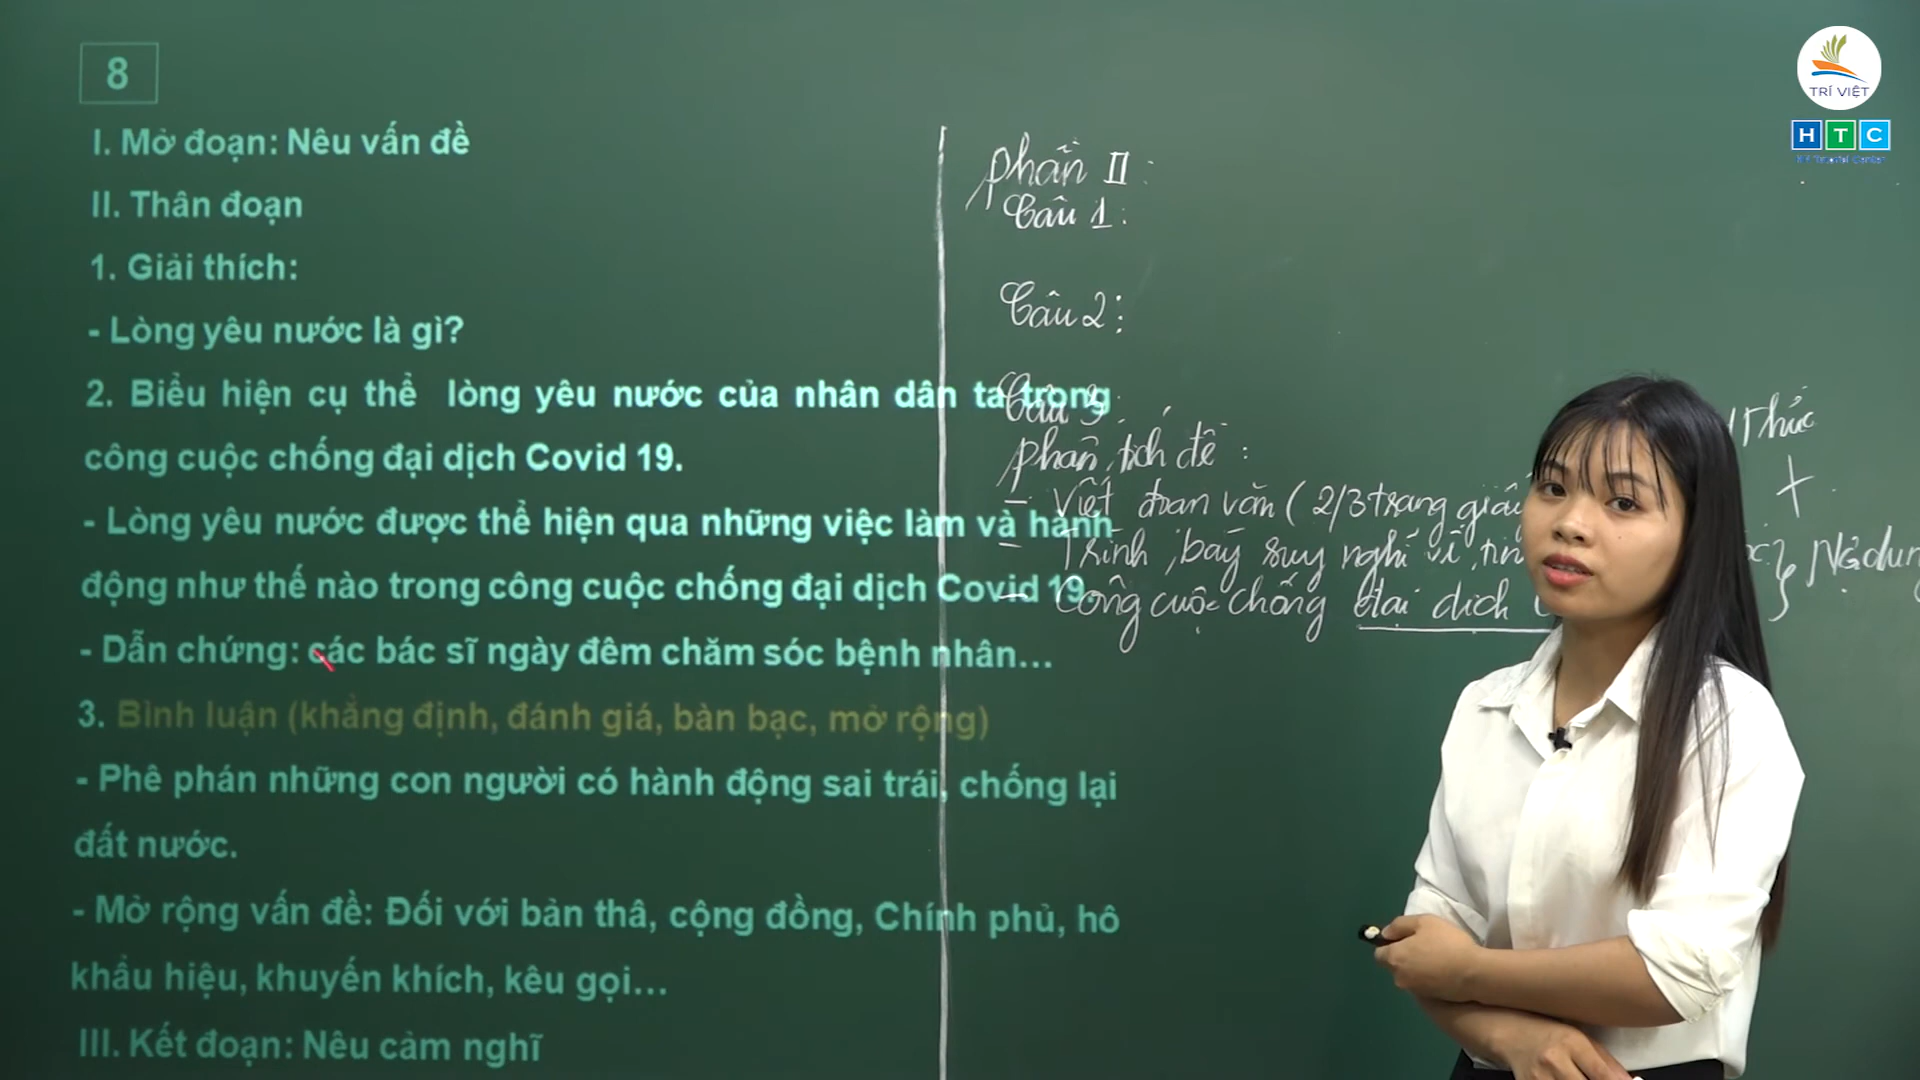 8
I. Mở đoạn: Nêu vấn đề
II. Thân đoạn
1. Giải thích:
- Lòng yêu nước là gì?
2. Biểu hiện cụ thể lòng yêu nước của nhân dân ta trong
công cuộc chống đại dịch Covid 19.
- Lòng yêu nước được thể hiện qua những việc làm và hành
động như thế nào trong công cuộc chống đại dịch Covid 19.
- Dẫn chứng: các bác sĩ ngày đêm chăm sóc bệnh nhân...
3. Bình luận (khẳng định, đánh giá, bàn bạc, mở rộng)
- Phê phán những con người có hành động sai trái, chống lại
đất nước.
- Mở rộng vấn đề: Đối với bản thâ, cộng đồng, Chính phủ, hô
khẩu hiệu, khuyến khích, kêu gọi...
III. Kết đoạn: Nêu cảm nghĩ
Phần II:
Câu 1:
Câu 2:
Câu 3:
Phân tích đề:
- Viết đoạn văn (2/3 trang giấy
- Trình bày suy nghĩ về
- Công cuộc chống đại dịch
thức
+
TRÍ VIỆT
HTC